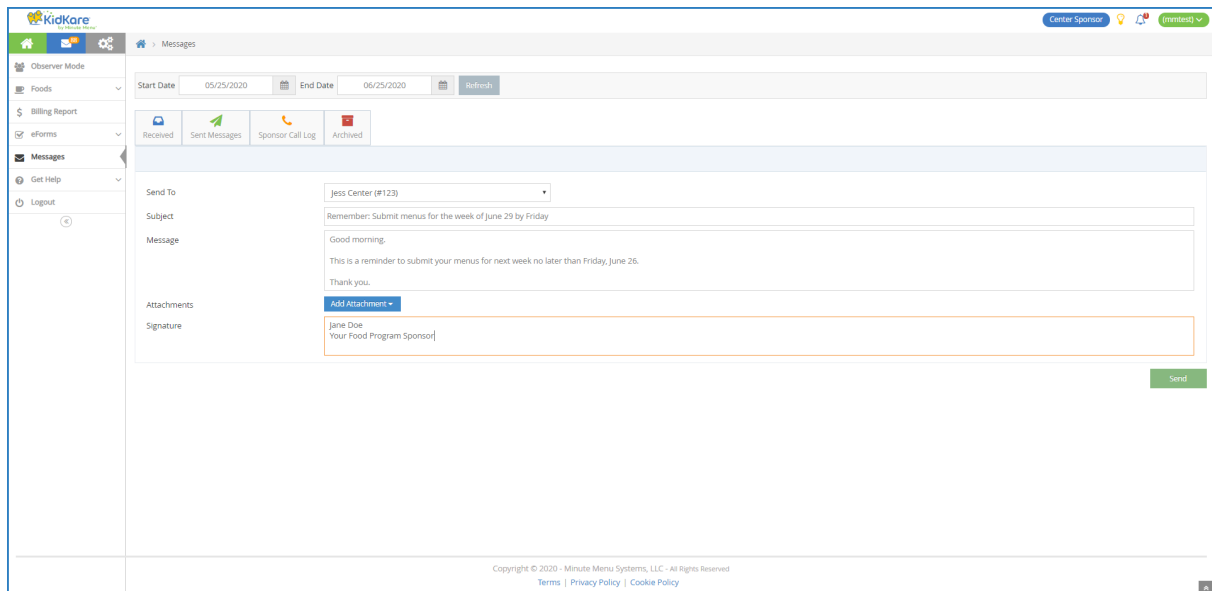 KidKare
by Minute Menu
Center Sponsor
(mmtest)
Messages
Observer Mode
Foods
Billing Report
eForms
Messages
Get Help
Logout
Start Date 05/25/2020 End Date 06/25/2020 Refresh
Received Sent Messages Sponsor Call Log Archived
Send To Jess Center (#123)
Subject Remember: Submit menus for the week of June 29 by Friday
Message Good morning.
This is a reminder to submit your menus for next week no later than Friday, June 26.
Thank you.
Attachments Add Attachment
Signature Jane Doe
Your Food Program Sponsor
Send
Copyright © 2020 - Minute Menu Systems, LLC - All Rights Reserved
Terms | Privacy Policy | Cookie Policy